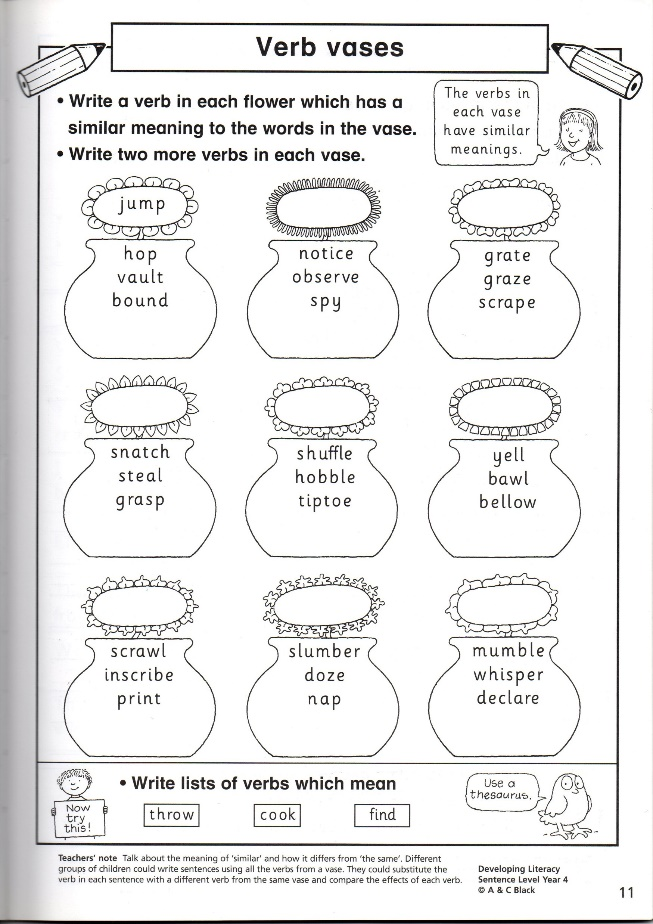 Verb vases
• Write a verb in each flower which has a
similar meaning to the words in the vase.
• Write two more verbs in each vase.
The verbs in
each vase
have similar
meanings.
jump
hop
vault
bound
notice
observe
spy
grate
graze
scrape
snatch
steal
grasp
shuffle
hobble
tiptoe
yell
bawl
bellow
scrawl
inscribe
print
slumber
doze
nap
mumble
whisper
declare
Now
try
this!
• Write lists of verbs which mean
throw
cook
find
Use a
thesaurus.
Teachers' note Talk about the meaning of 'similar' and how it differs from 'the same'. Different
groups of children could write sentences using all the verbs from a vase. They could substitute the
verb in each sentence with a different verb from the same vase and compare the effects of each verb.
Developing Literacy
Sentence Level Year 4
© A & C Black
11